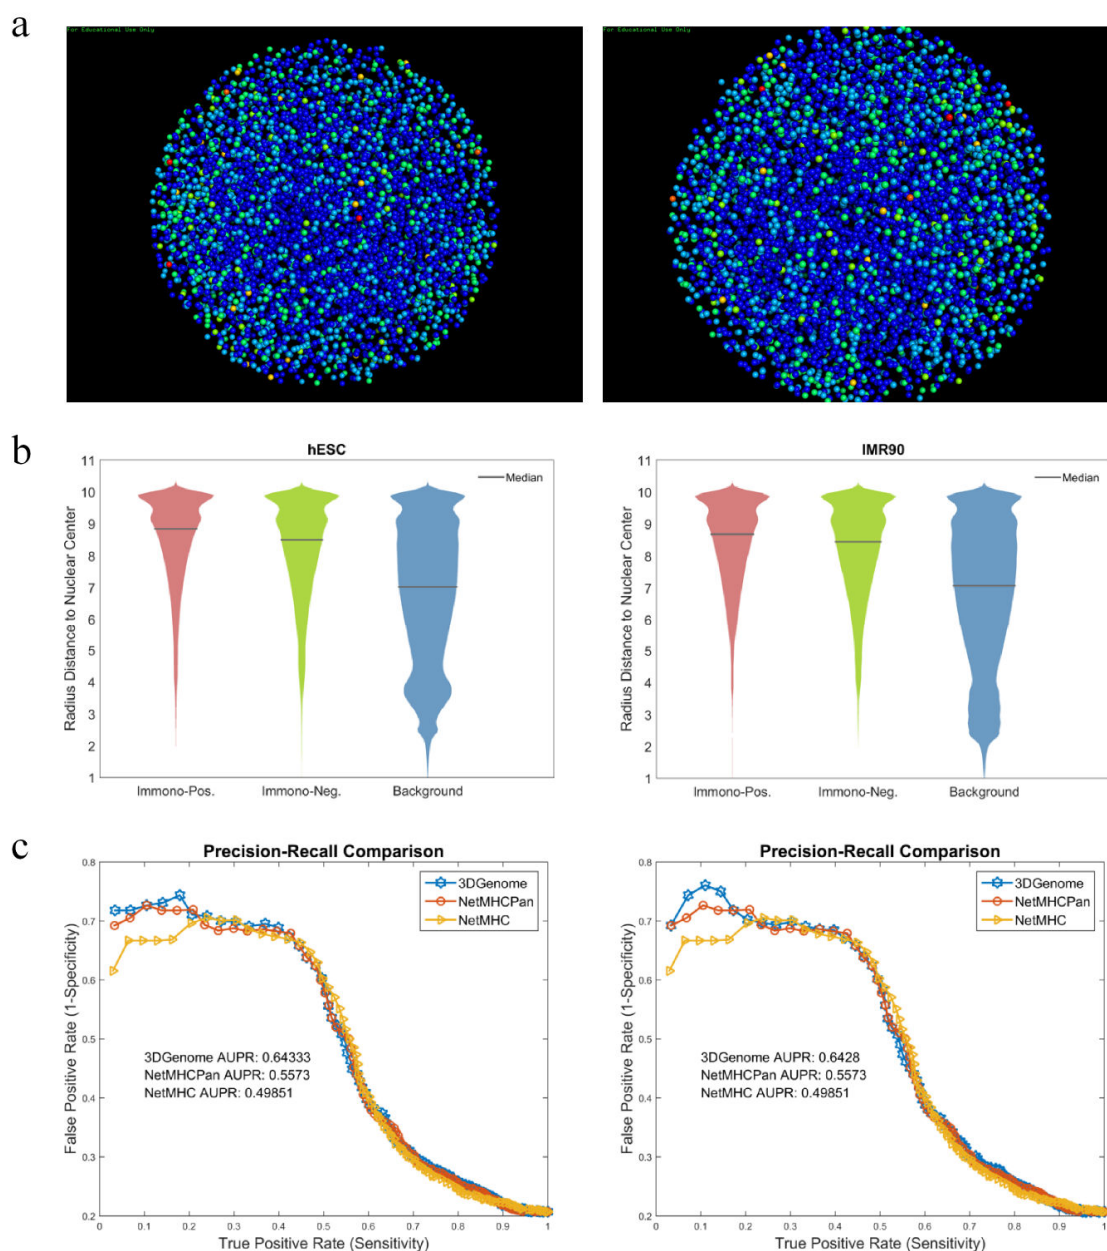 a
For Educational Use Only
For Educational Use Only
b
hESC
Median
Radius Distance to Nuclear Center
11
10
9
8
7
6
5
4
3
2
1
Immono-Pos.
Immono-Neg.
Background
IMR90
Median
Radius Distance to Nuclear Center
11
10
9
8
7
6
5
4
3
2
1
Immono-Pos.
Immono-Neg.
Background
c
Precision-Recall Comparison
3DGenome
NetMHCPan
NetMHC
False Positive Rate (1-Specificity)
0.8
0.7
0.6
0.5
0.4
0.3
0.2
3DGenome AUPR: 0.64333
NetMHCPan AUPR: 0.5573
NetMHC AUPR: 0.49851
0 0.1 0.2 0.3 0.4 0.5 0.6 0.7 0.8 0.9 1
True Positive Rate (Sensitivity)
Precision-Recall Comparison
3DGenome
NetMHCPan
NetMHC
False Positive Rate (1-Specificity)
0.8
0.7
0.6
0.5
0.4
0.3
0.2
3DGenome AUPR: 0.6428
NetMHCPan AUPR: 0.5573
NetMHC AUPR: 0.49851
0 0.1 0.2 0.3 0.4 0.5 0.6 0.7 0.8 0.9 1
True Positive Rate (Sensitivity)